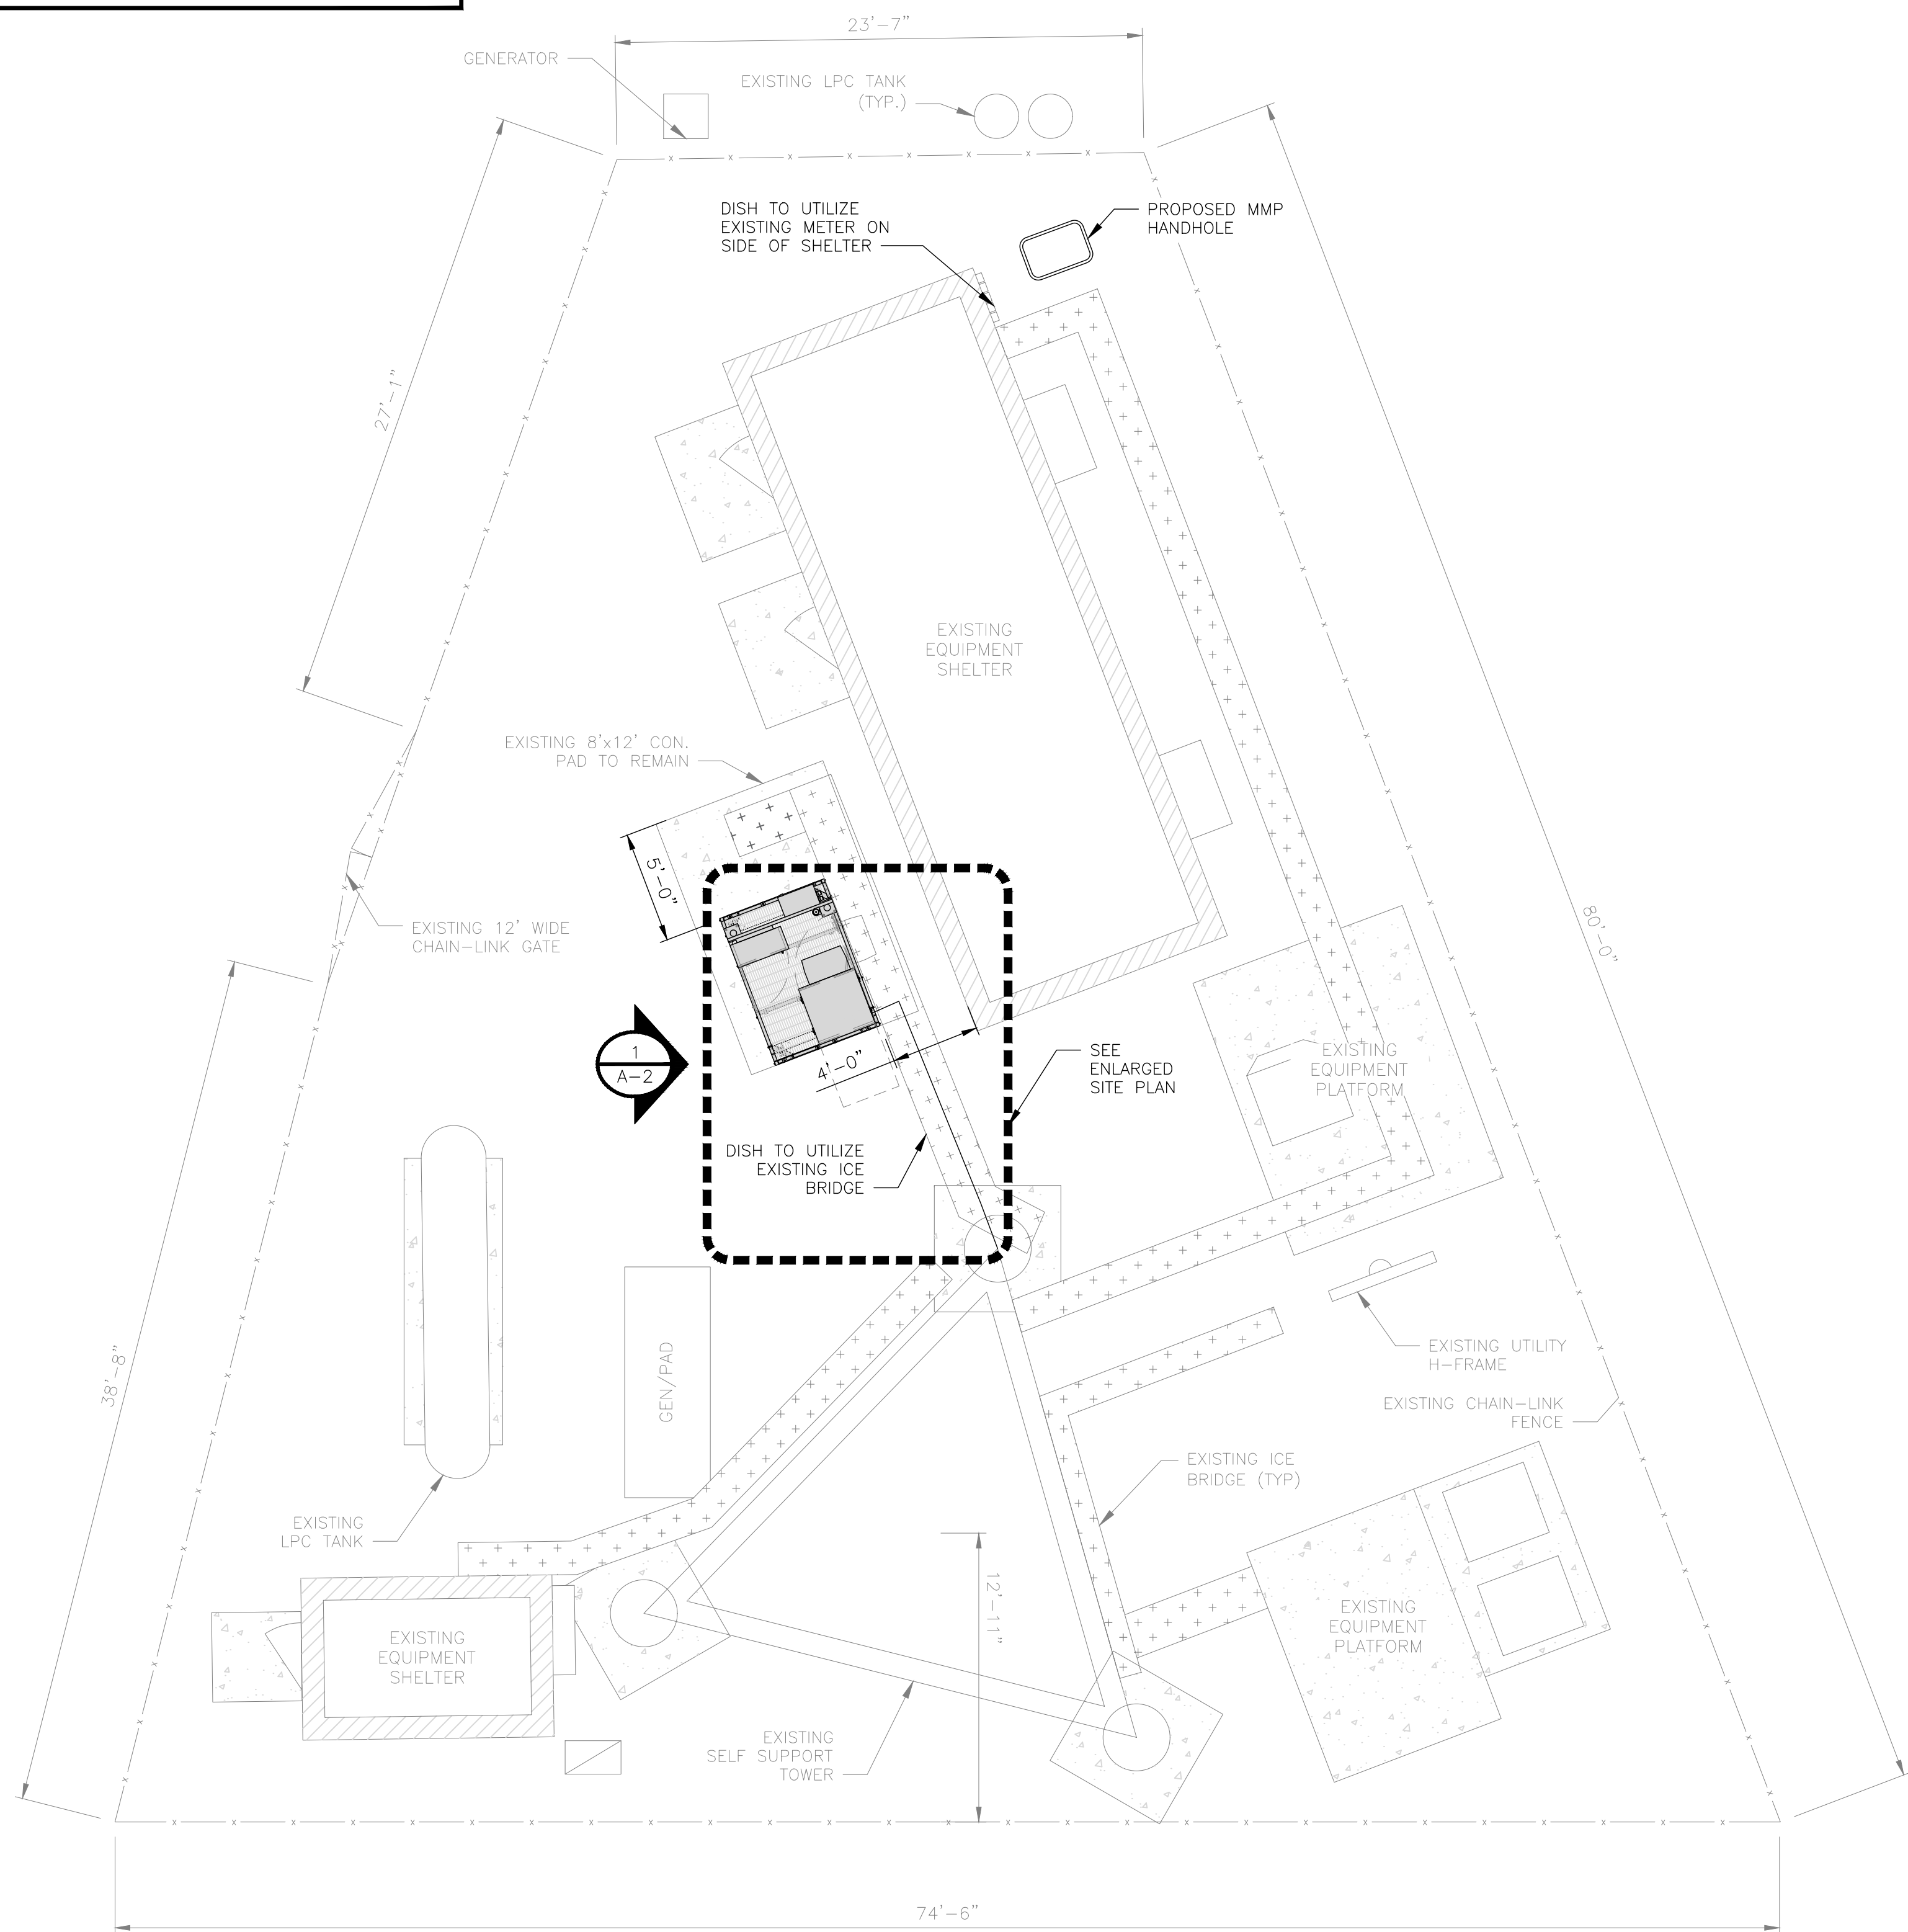 23'-7"
GENERATOR
EXISTING LPC TANK
(TYP.)
DISH TO UTILIZE
EXISTING METER ON
SIDE OF SHELTER
PROPOSED MMP
HANDHOLE
27'-1"
EXISTING
EQUIPMENT
SHELTER
EXISTING 8'x12' CON.
PAD TO REMAIN
5'-0"
EXISTING 12' WIDE
CHAIN-LINK GATE
80'-0"
1
A-2
4'-0"
SEE
ENLARGED
SITE PLAN
EXISTING
EQUIPMENT
PLATFORM
DISH TO UTILIZE
EXISTING ICE
BRIDGE
38'-8"
GEN/PAD
EXISTING UTILITY
H-FRAME
EXISTING CHAIN-LINK
FENCE
EXISTING ICE
BRIDGE (TYP)
EXISTING
LPC TANK
12'-11"
EXISTING
EQUIPMENT
SHELTER
EXISTING
EQUIPMENT
PLATFORM
EXISTING
SELF SUPPORT
TOWER
74'-6"